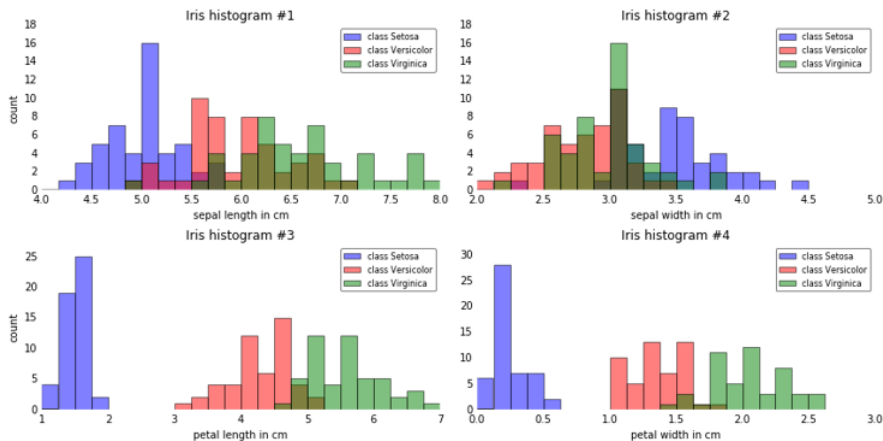 Iris histogram #1
18
16
14
12
10
8
6
4
2
0
count
class Setosa
class Versicolor
class Virginica
4.0 4.5 5.0 5.5 6.0 6.5 7.0 7.5 8.0
sepal length in cm
Iris histogram #2
18
16
14
12
10
8
6
4
2
0
class Setosa
class Versicolor
class Virginica
2.0 2.5 3.0 3.5 4.0 4.5 5.0
sepal width in cm
Iris histogram #3
25
20
15
10
5
0
count
class Setosa
class Versicolor
class Virginica
1 2 3 4 5 6 7
petal length in cm
Iris histogram #4
30
25
20
15
10
5
0
class Setosa
class Versicolor
class Virginica
0.0 0.5 1.0 1.5 2.0 2.5 3.0
petal width in cm